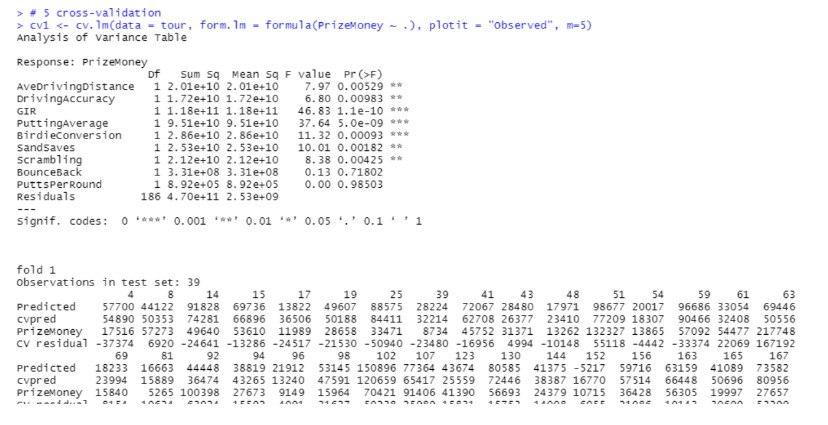 > # 5 cross-validation
> cv1 <- cv.lm(data = tour, form.lm = formula(PrizeMoney ~ .), plotit = "Observed", m=5)
Analysis of Variance Table
Response: PrizeMoney
Df Sum Sq Mean Sq F value Pr(>F)
AveDrivingDistance 1 2.01e+10 2.01e+10 7.97 0.00529 **
DrivingAccuracy 1 1.72e+10 1.72e+10 6.80 0.00983 **
GIR 1 1.18e+11 1.18e+11 46.83 1.1e-10 ***
PuttingAverage 1 9.51e+10 9.51e+10 37.64 5.0e-09 ***
BirdieConversion 1 2.86e+10 2.86e+10 11.32 0.00093 ***
SandSaves 1 2.53e+10 2.53e+10 10.01 0.00182 **
Scrambling 1 2.12e+10 2.12e+10 8.38 0.00425 **
BounceBack 1 3.31e+08 3.31e+08 0.13 0.71802
PuttsPerRound 1 8.92e+05 8.92e+05 0.00 0.98503
Residuals 186 4.70e+11 2.53e+09
---
Signif. codes: 0 '***' 0.001 '**' 0.01 '*' 0.05 '.' 0.1 ' ' 1
fold 1
Observations in test set: 39
4 8 14 15 17 19 25 39 41 43 48 51 54 59 61 63
Predicted 57700 44122 91828 69736 13822 49607 88575 28224 72067 28480 17971 98677 20017 96686 33054 69446
cvpred 54890 50353 74281 66896 36506 50188 84411 32214 62708 26377 23410 77209 18307 90466 32408 50556
PrizeMoney 17516 57273 49640 53610 11989 28658 33471 8734 45752 31371 13262 132327 13865 57092 54477 217748
CV residual -37374 6920 -24641 -13286 -24517 -21530 -50940 -23480 -16956 4994 -10148 55118 -4442 -33374 22069 167192
69 81 92 94 96 98 102 107 123 130 144 152 156 163 165 167
Predicted 18233 16663 44448 38819 21912 53145 150896 77364 43674 80585 41375 -5217 59716 63159 41089 73582
cvpred 23994 15889 36474 43265 13240 47591 120659 65417 25559 72446 38387 16770 57514 66448 50696 80956
PrizeMoney 15840 5265 100398 27673 9149 15964 70421 91406 41390 56693 24379 10715 36428 56305 19997 27657